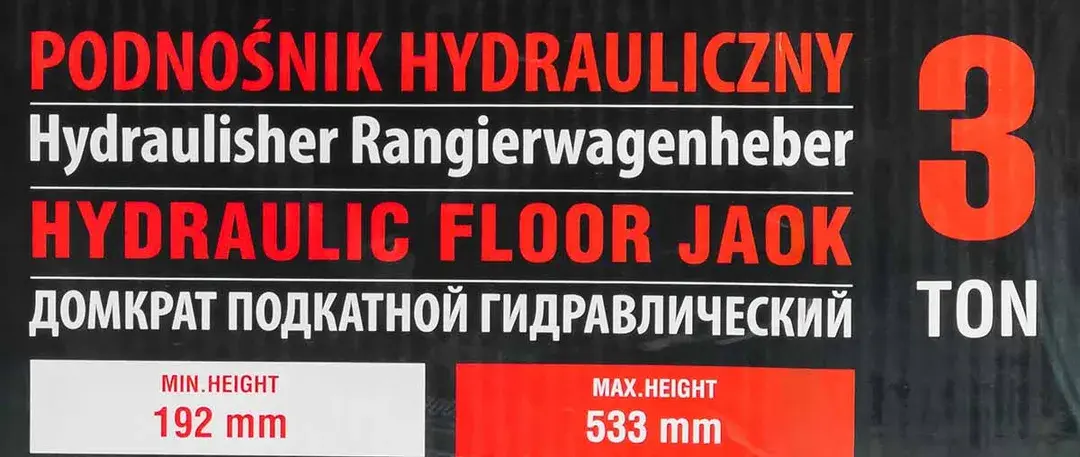 PODNOŚNIK HYDRAULICZNY
Hydraulisher Rangierwagenheber
HYDRAULIC FLOOR JAOK
ДОМКРАТ ПОДКАТНОЙ ГИДРАВЛИЧЕСКИЙ
3
TON
MIN.HEIGHT
192 mm
MAX.HEIGHT
533 mm